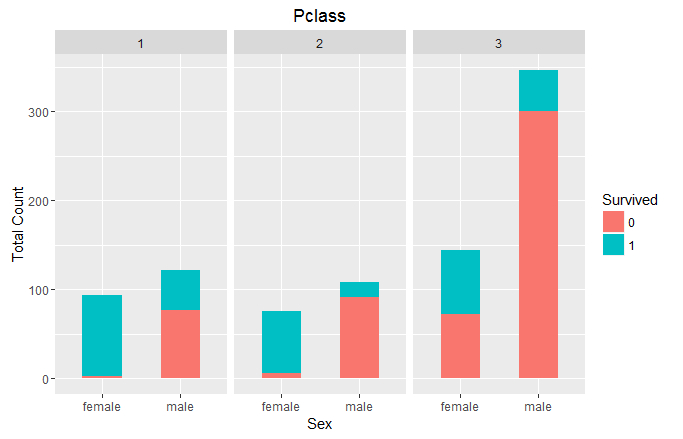 Pclass
1 2 3
300
200
100
0
Total Count
female male female male female male
Sex
Survived
0
1